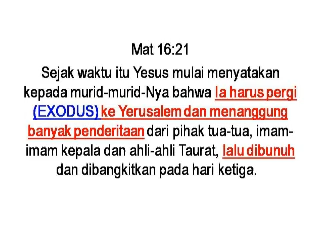 Mat 16:21
Sejak waktu itu Yesus mulai menyatakan
kepada murid-murid-Nya bahwa Ia harus pergi
(EXODUS) ke Yerusalem dan menanggung
banyak penderitaan dari pihak tua-tua, imam-
imam kepala dan ahli-ahli Taurat, lalu dibunuh
dan dibangkitkan pada hari ketiga.